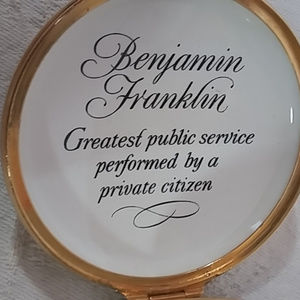 Benjamin
Franklin
Greatest public service
performed by a
private citizen